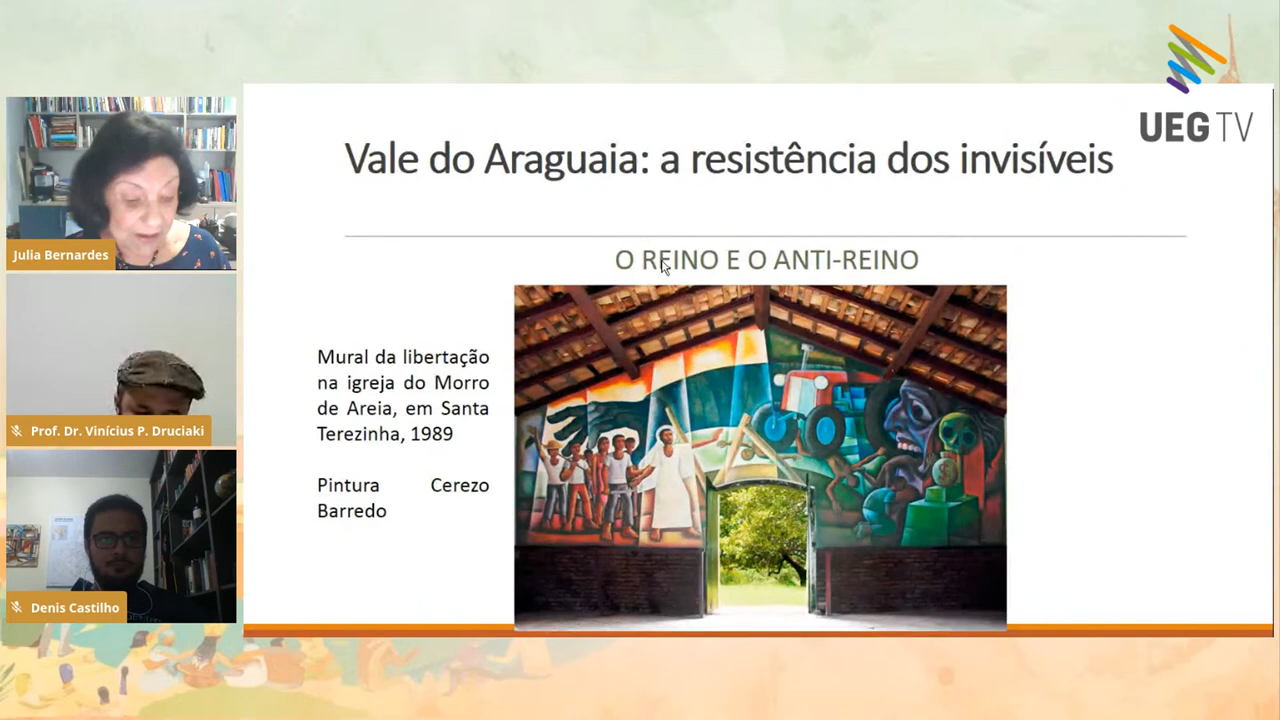 UEG TV
Vale do Araguaia: a resistência dos invisíveis
O REINO E O ANTI-REINO
Mural da libertação
na igreja do Morro
de Areia, em Santa
Terezinha, 1989
Pintura Cerezo
Barredo
$
Julia Bernardes
Prof. Dr. Vinícius P. Druciaki
Denis Castilho